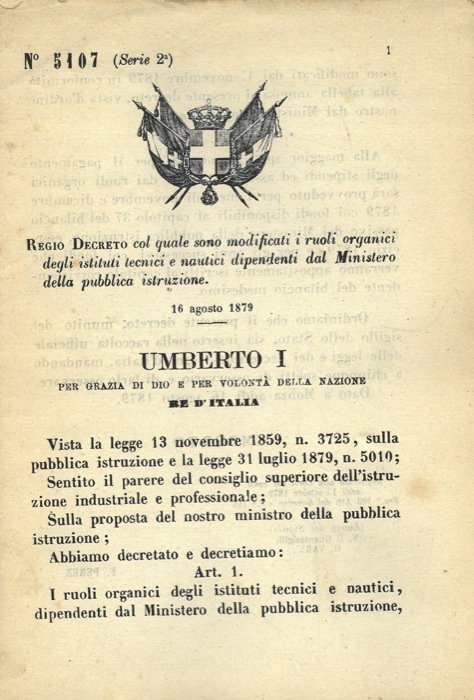 1
N° 5107 (Serie 2ª)
REGIO DECRETO col quale sono modificati i ruoli organici
degli istituti tecnici e nautici dipendenti dal Ministero
della pubblica istruzione.
16 agosto 1879
UMBERTO I
PER GRAZIA DI DIO E PER VOLONTÀ DELLA NAZIONE
RE D'ITALIA
Vista la legge 13 novembre 1859, n. 3725, sulla
pubblica istruzione e la legge 31 luglio 1879, n. 5010;
Sentito il parere del consiglio superiore dell'istru-
zione industriale e professionale;
Sulla proposta del nostro ministro della pubblica
istruzione;
Abbiamo decretato e decretiamo:
Art. 1.
I ruoli organici degli istituti tecnici e nautici,
dipendenti dal Ministero della pubblica istruzione,